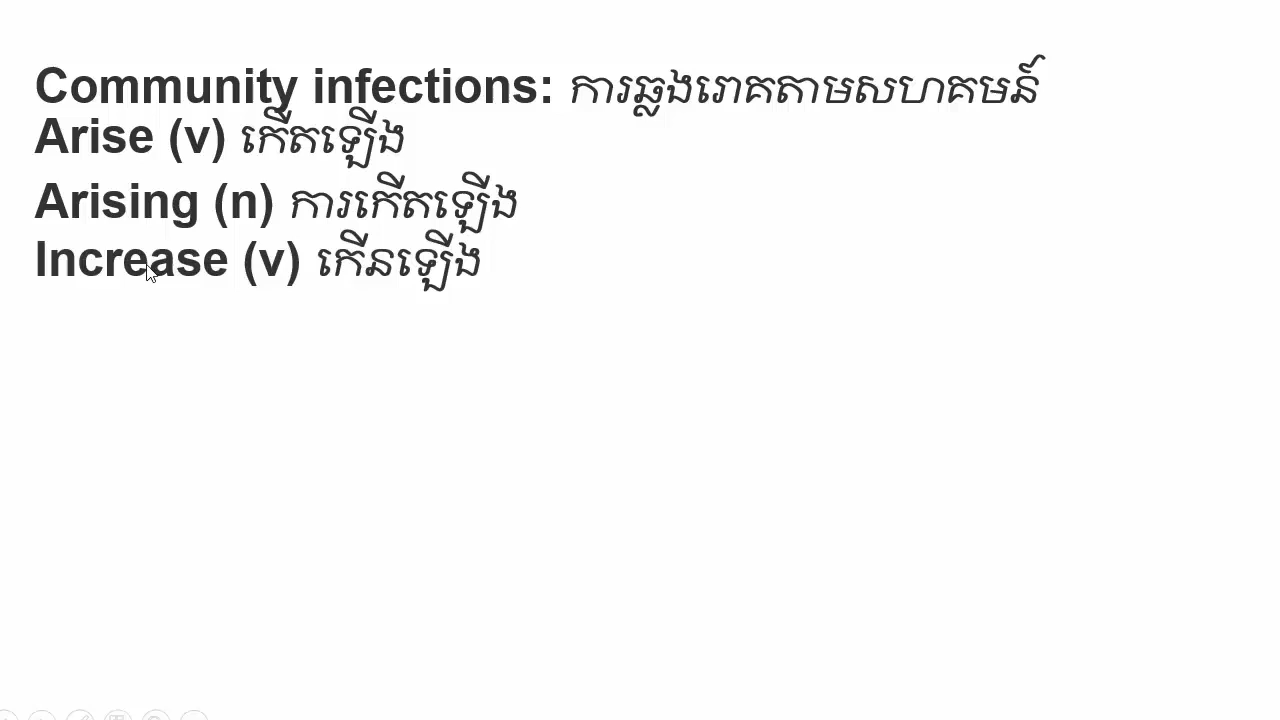 Community infections: ការឆ្លងរោគតាមសហគមន៍
Arise (v) កើតឡើង
Arising (n) ការកើតឡើង
Increase (v) កើនឡើង